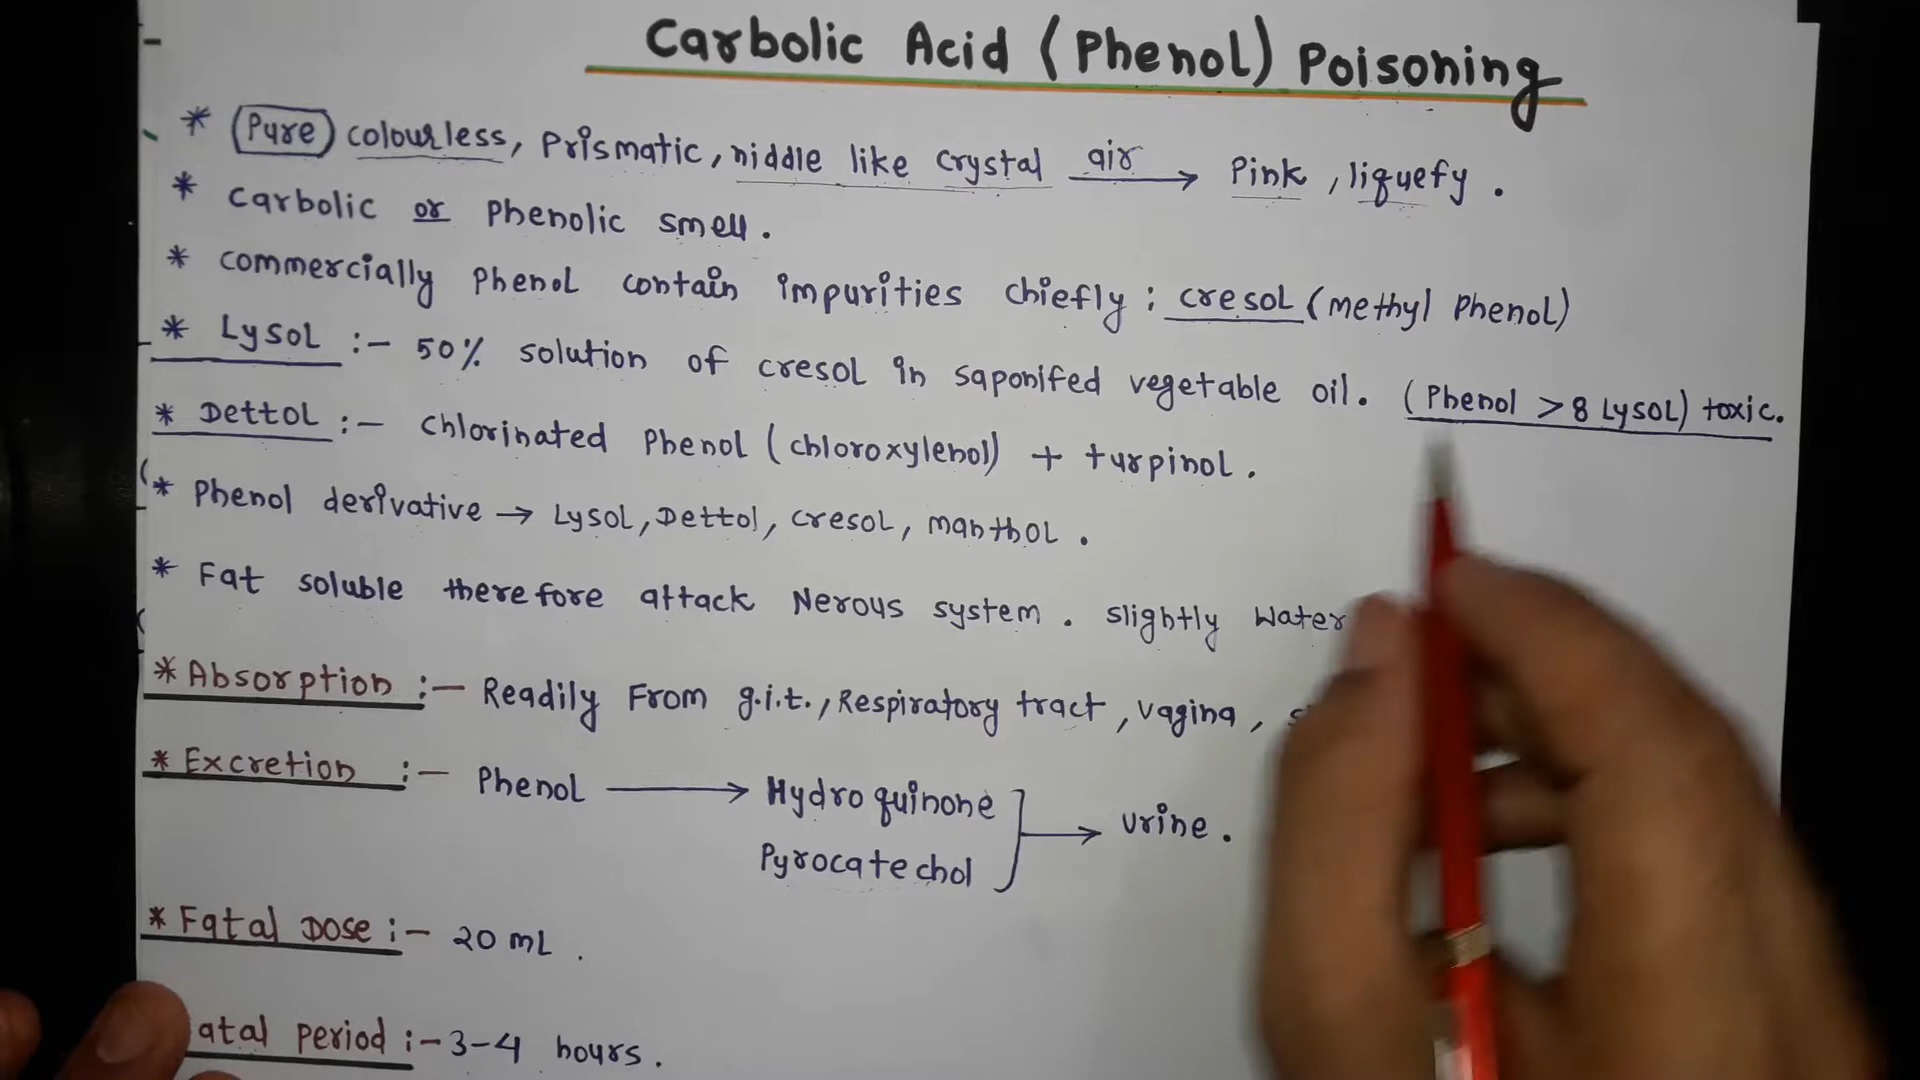 Carbolic Acid (Phenol) Poisoning
* Pure colourless, Prismatic, niddle like crystal air → Pink, liquefy.
* Carbolic or Phenolic smell.
* commercially Phenol contain impurities chiefly : cresol (methyl Phenol)
* Lysol :- 50% solution of cresol in saponifed vegetable oil. (Phenol > 8 Lysol) toxic.
* Dettol :- chlorinated Phenol (chloroxylenol) + turpinol.
* Phenol derivative → Lysol, Dettol, cresol, manthol.
* Fat soluble therefore attack Nerous system. slightly Water
* Absorption :- Readily From g.i.t., Respiratory tract, vagina,
* Excretion :- Phenol → Hydroquinone
Pyrocatechol → urine.
* Fatal Dose :- 20 mL.
atal period :- 3-4 hours.